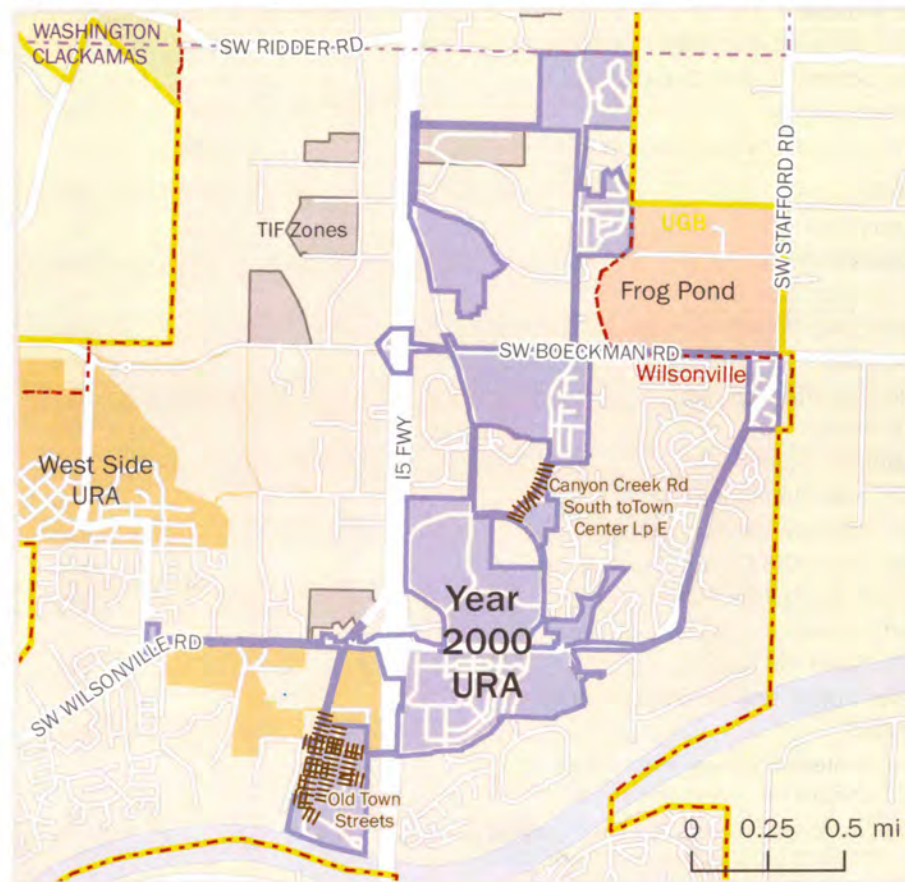 WASHINGTON
CLACKAMAS
SW RIDDER RD
SW STAFFORD RD
TIF Zones
UGB
Frog Pond
SW BOECKMAN RD
Wilsonville
I5 FWY
West Side
URA
Canyon Creek Rd
South toTown
Center Lp E
Year
2000
URA
SW WILSONVILLE RD
Old Town
Streets
0 0.25 0.5 mi